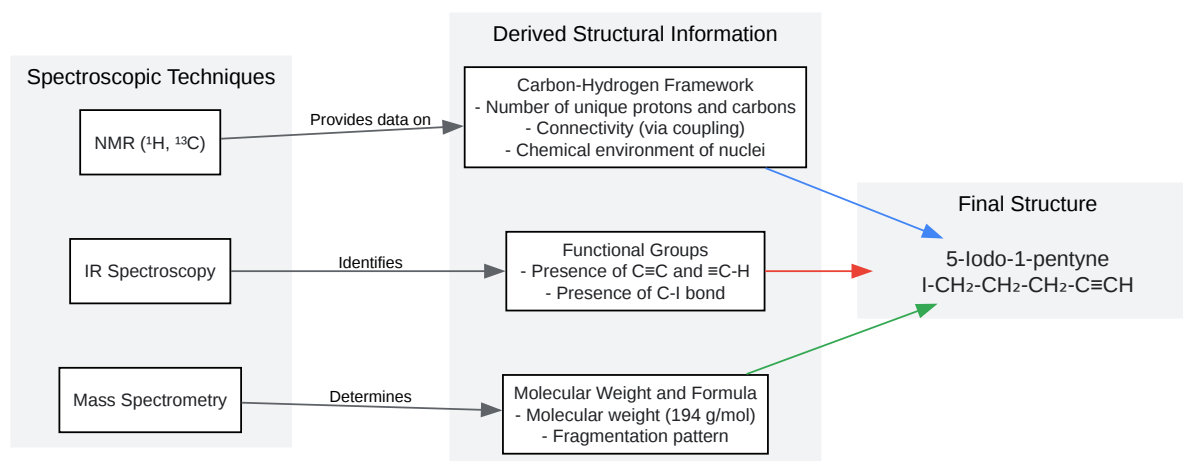 Spectroscopic Techniques
NMR (¹H, ¹³C)
IR Spectroscopy
Mass Spectrometry
Provides data on
Identifies
Determines
Derived Structural Information
Carbon-Hydrogen Framework
- Number of unique protons and carbons
- Connectivity (via coupling)
- Chemical environment of nuclei
Functional Groups
- Presence of C≡C and ≡C-H
- Presence of C-I bond
Molecular Weight and Formula
- Molecular weight (194 g/mol)
- Fragmentation pattern
Final Structure
5-Iodo-1-pentyne
I-CH₂-CH₂-CH₂-C≡CH